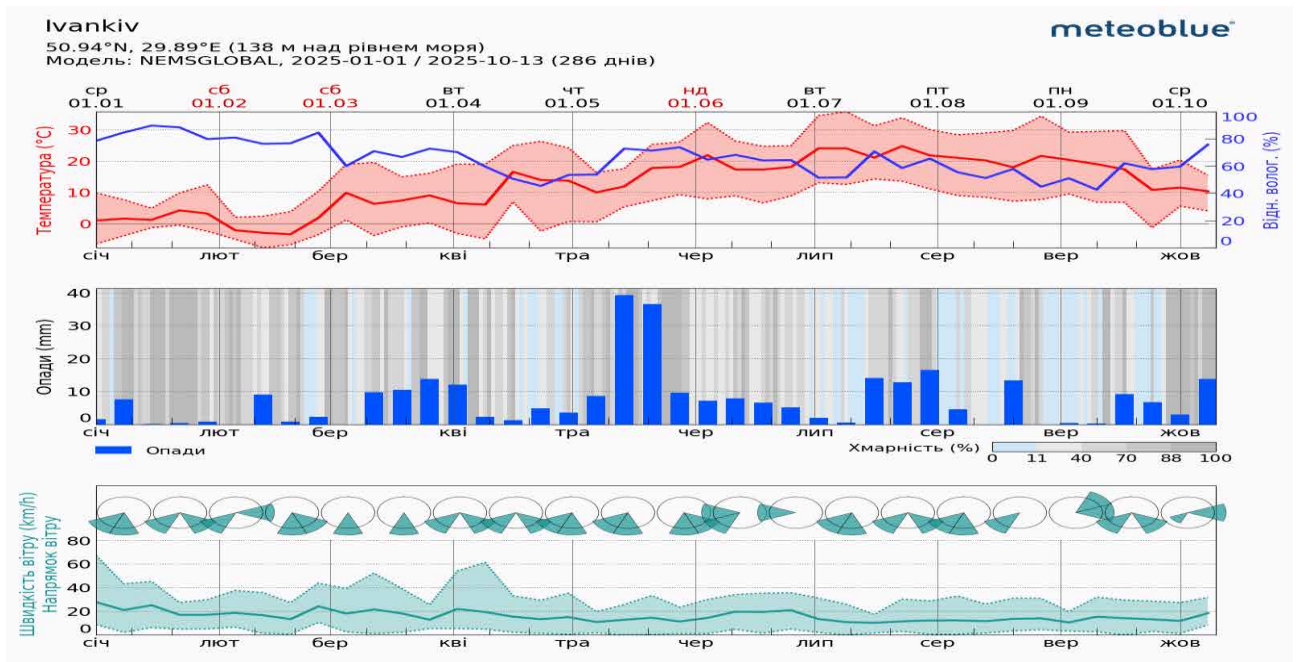 Ivankiv
meteoblue
50.94°N, 29.89°E (138 м над рівнем моря)
Модель: NEMSGLOBAL, 2025-01-01 / 2025-10-13 (286 днів)
ср сб сб вт чт нд вт пт пн ср
01.01 01.02 01.03 01.04 01.05 01.06 01.07 01.08 01.09 01.10
Температура (°C)
30
20
10
0
100
80
60
40
20
0
Відн. волог. (%)
січ лют бер кві тра чер лип сер вер жов
Опади (mm)
40
30
20
10
0
січ лют бер кві тра чер лип сер вер жов
Опади
Хмарність (%)
0 11 40 70 88 100
Швидкість вітру (km/h)
Напрямок вітру
80
60
40
20
0
січ лют бер кві тра чер лип сер вер жов